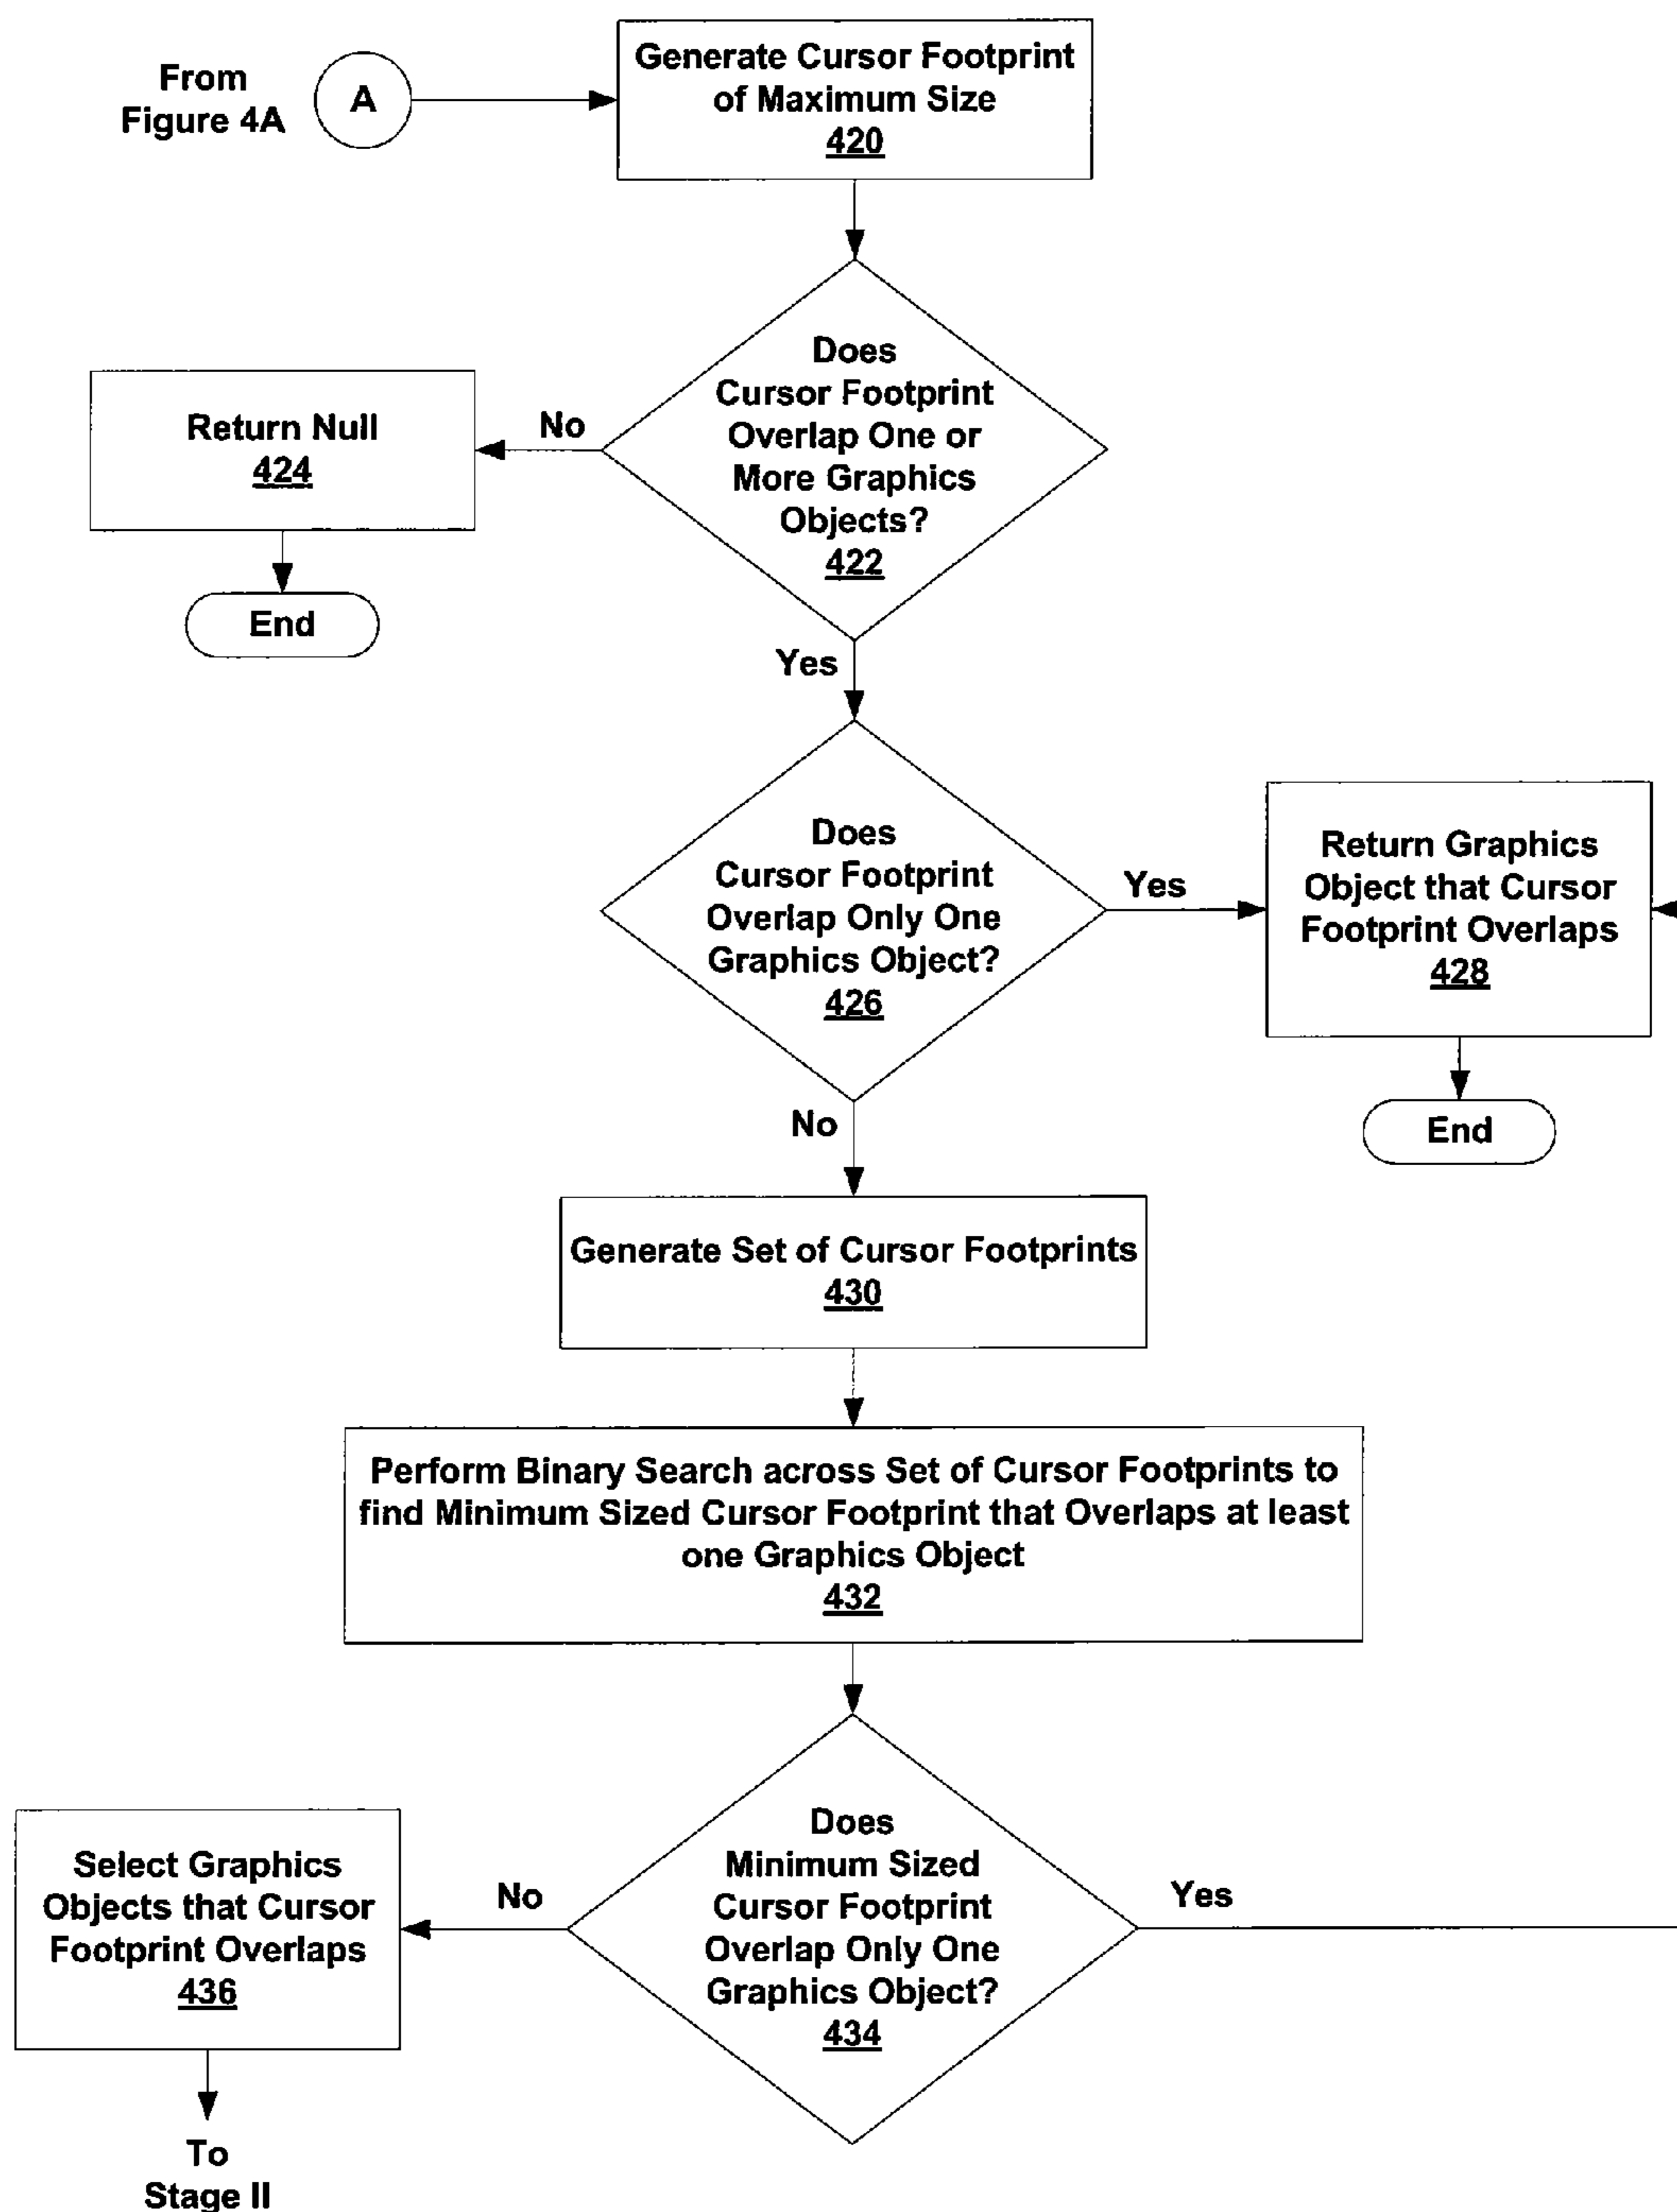 From
Figure 4A
A
Generate Cursor Footprint
of Maximum Size
420
Does
Cursor Footprint
Overlap One or
More Graphics
Objects?
422
No
Return Null
424
End
Yes
Does
Cursor Footprint
Overlap Only One
Graphics Object?
426
Yes
Return Graphics
Object that Cursor
Footprint Overlaps
428
End
No
Generate Set of Cursor Footprints
430
Perform Binary Search across Set of Cursor Footprints to
find Minimum Sized Cursor Footprint that Overlaps at least
one Graphics Object
432
Does
Minimum Sized
Cursor Footprint
Overlap Only One
Graphics Object?
434
Yes
No
Select Graphics
Objects that Cursor
Footprint Overlaps
436
To
Stage II